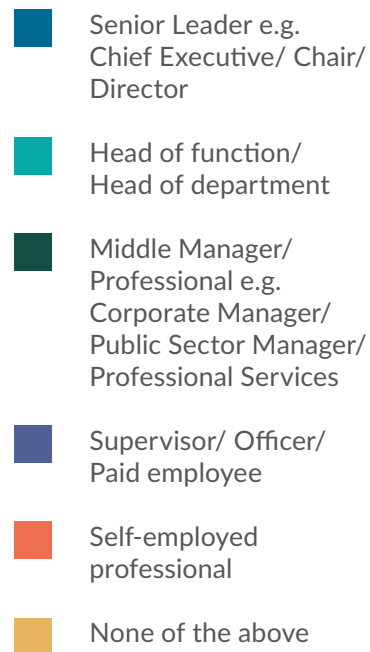 Senior Leader e.g.
Chief Executive/ Chair/
Director
Head of function/
Head of department
Middle Manager/
Professional e.g.
Corporate Manager/
Public Sector Manager/
Professional Services
Supervisor/ Officer/
Paid employee
Self-employed
professional
None of the above